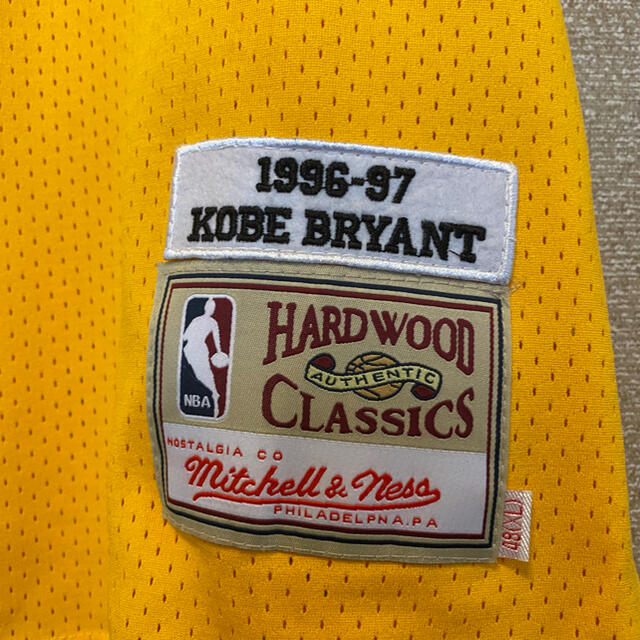 1996-97
KOBE BRYANT
NBA
HARDWOOD
AUTHENTIC
CLASSICS
NOSTALGIA CO
Mitchell & Ness
PHILADELPNA.PA
48(XL)